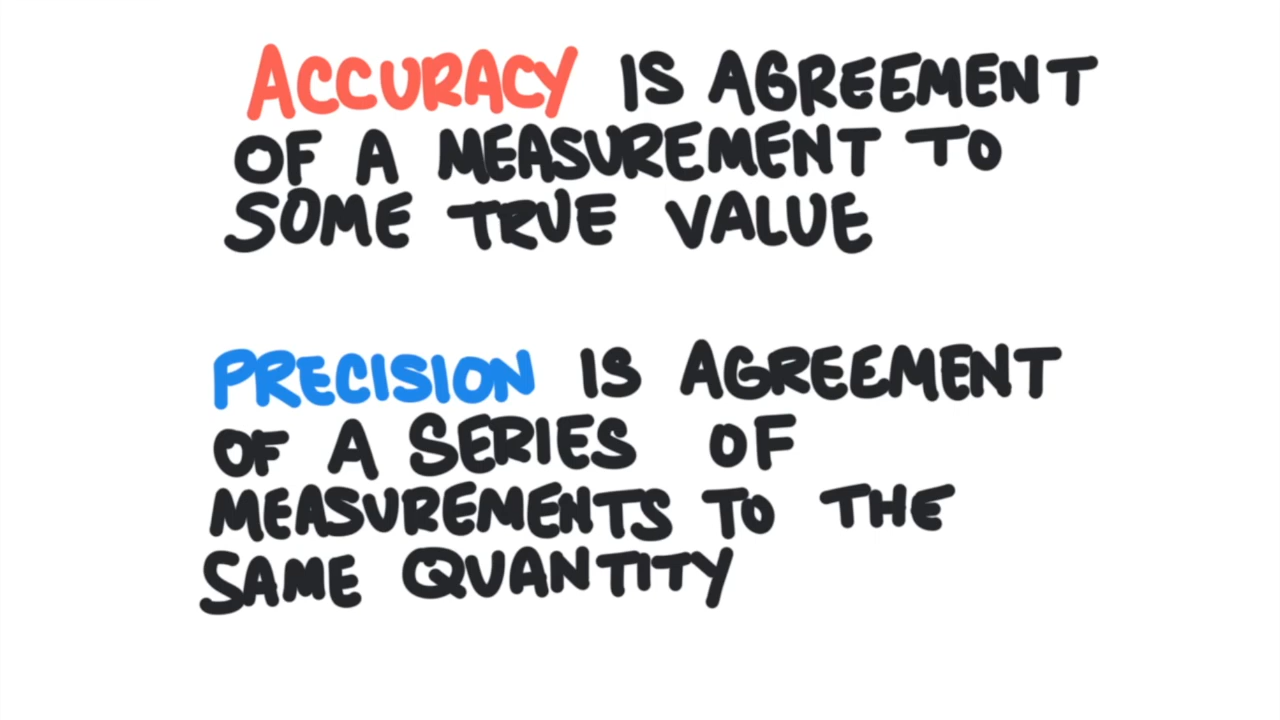 ACCURACY IS AGREEMENT
OF A MEASUREMENT TO
SOME TRUE VALUE
PRECISION IS AGREEMENT
OF A SERIES OF
MEASUREMENTS TO THE
SAME QUANTITY